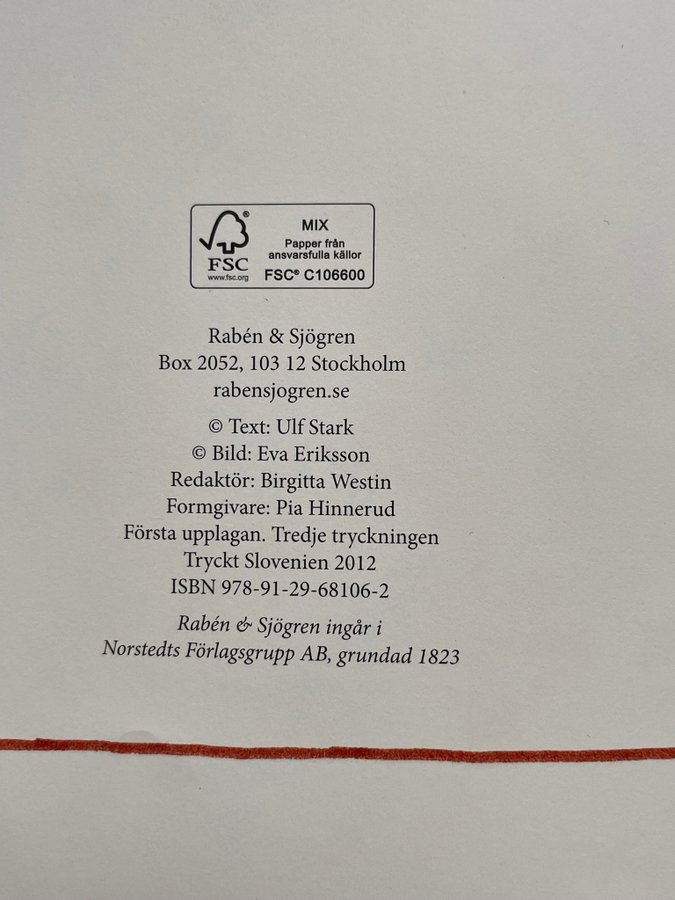 ®
FSC
www.fsc.org
MIX
Papper från
ansvarsfulla källor
FSC® C106600
Rabén & Sjögren
Box 2052, 103 12 Stockholm
rabensjogren.se
© Text: Ulf Stark
© Bild: Eva Eriksson
Redaktör: Birgitta Westin
Formgivare: Pia Hinnerud
Första upplagan. Tredje tryckningen
Tryckt Slovenien 2012
ISBN 978-91-29-68106-2
Rabén & Sjögren ingår i
Norstedts Förlagsgrupp AB, grundad 1823